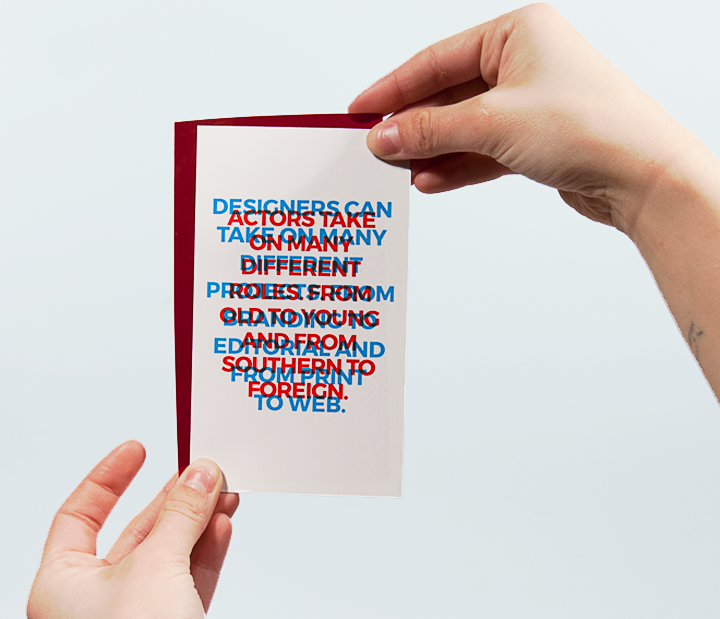 DESIGNERS CAN
TAKE ON MANY
DIFFERENT
PROJECTS. FROM
BRANDING TO
EDITORIAL AND
FROM PRINT
TO WEB.
ACTORS TAKE
ON MANY
DIFFERENT
ROLES. FROM
OLD TO YOUNG
AND FROM
SOUTHERN TO
FOREIGN.